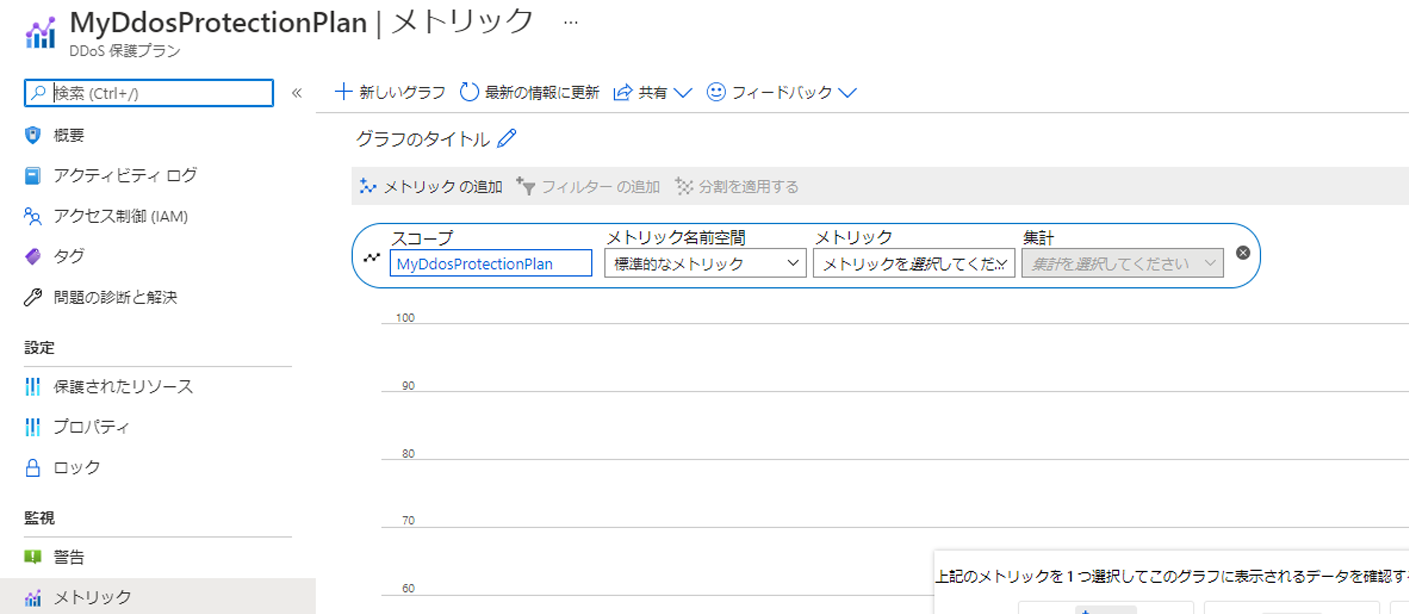 MyDdosProtectionPlan | メトリック ...
DDoS 保護プラン
検索 (Ctrl+/)
«
概要
アクティビティ ログ
アクセス制御 (IAM)
タグ
問題の診断と解決
設定
保護されたリソース
プロパティ
ロック
監視
警告
メトリック
新しいグラフ 最新の情報に更新 共有 フィードバック
グラフのタイトル
メトリック の追加 フィルター の追加 分割を適用する
スコープ メトリック名前空間 メトリック 集計
MyDdosProtectionPlan 標準的なメトリック メトリックを選択してくだ... 集計を選択してください
100
90
80
70
60
上記のメトリックを 1 つ選択してこのグラフに表示されるデータを確認す